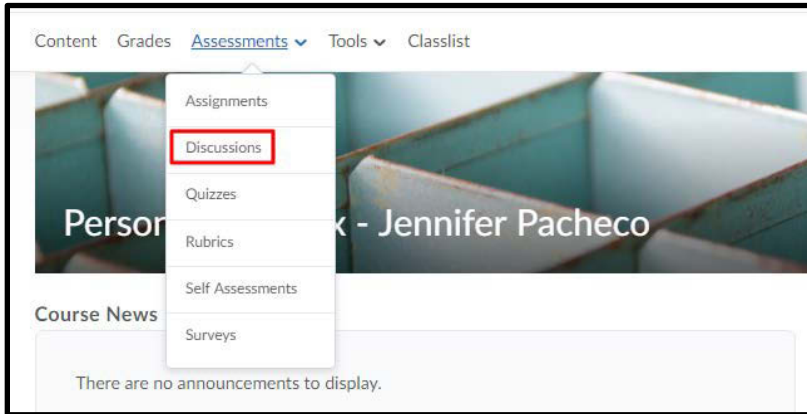 Content Grades Assessments Tools Classlist
Assignments
Discussions
Quizzes
Rubrics
Self Assessments
Surveys
- Jennifer Pacheco
Course News
There are no announcements to display.